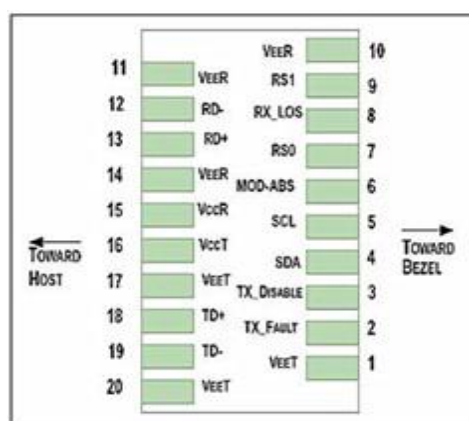 VEER 10
11 VEER
RS1 9
12 RD-
RX_LOS 8
13 RD+
RS0 7
14 VEER
MOD-ABS 6
15 VCCR
SCL 5
16 VCCT
TOWARD HOST
TOWARD BEZEL
SDA 4
17 VEET
TX_DISABLE 3
18 TD+
TX_FAULT 2
19 TD-
VEET 1
20 VEET